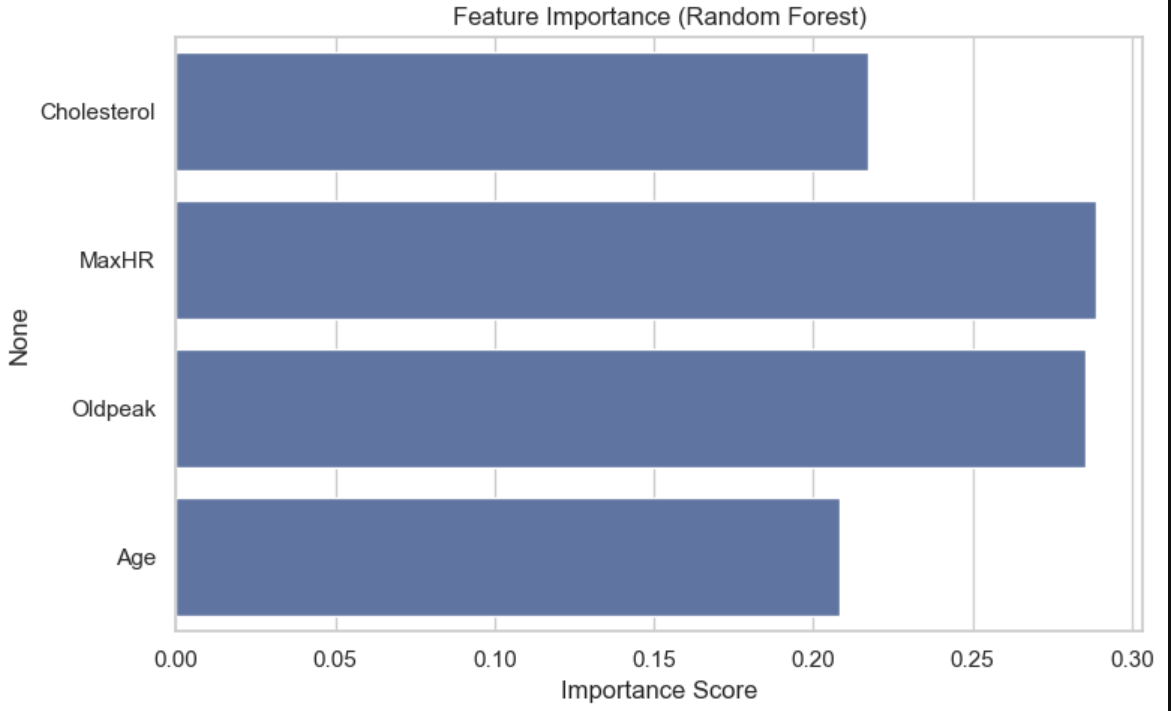 Feature Importance (Random Forest)
Cholesterol
MaxHR
Oldpeak
Age
None
0.00 0.05 0.10 0.15 0.20 0.25 0.30
Importance Score